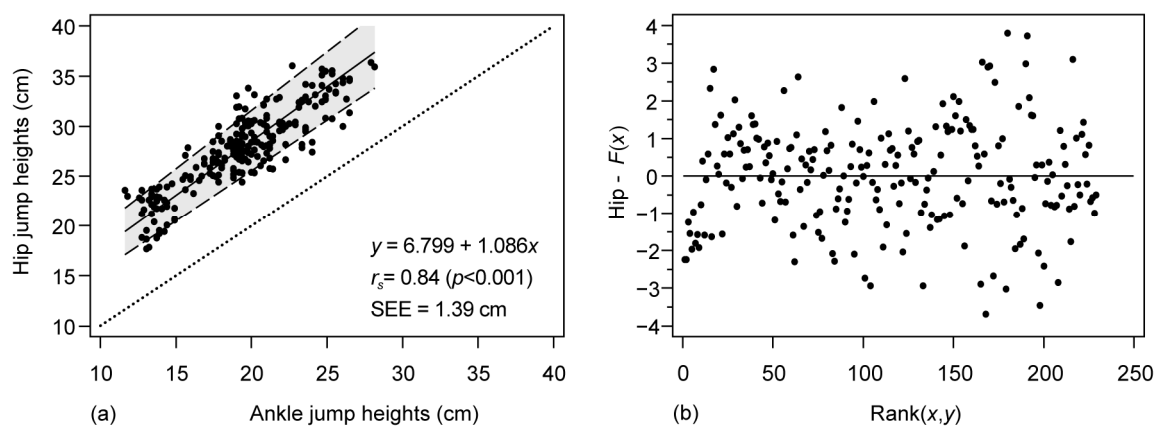 40
35
30
25
20
15
10
Hip jump heights (cm)
y = 6.799 + 1.086x
rs= 0.84 (p<0.001)
SEE = 1.39 cm
10 15 20 25 30 35 40
(a) Ankle jump heights (cm)
4
3
2
1
0
−1
−2
−3
−4
Hip - F(x)
0 50 100 150 200 250
(b) Rank(x,y)